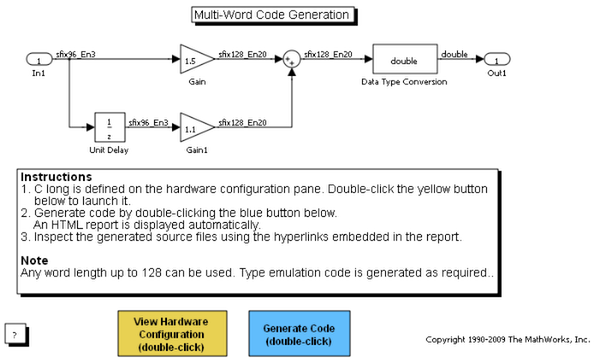 Multi-Word Code Generation
sfix96_En3
sfix128_En20
sfix128_En20
double
1
In1
1.5
Gain
double
Data Type Conversion
1
Out1
1
z
Unit Delay
sfix96_En3
1.1
Gain1
sfix128_En20
Instructions
1. C long is defined on the hardware configuration pane. Double-click the yellow button
below to launch it.
2. Generate code by double-clicking the blue button below.
An HTML report is displayed automatically.
3. Inspect the generated source files using the hyperlinks embedded in the report.
Note
Any word length up to 128 can be used. Type emulation code is generated as required..
View Hardware
Configuration
(double-click)
Generate Code
(double-click)
?
Copyright 1990-2009 The MathWorks, Inc.